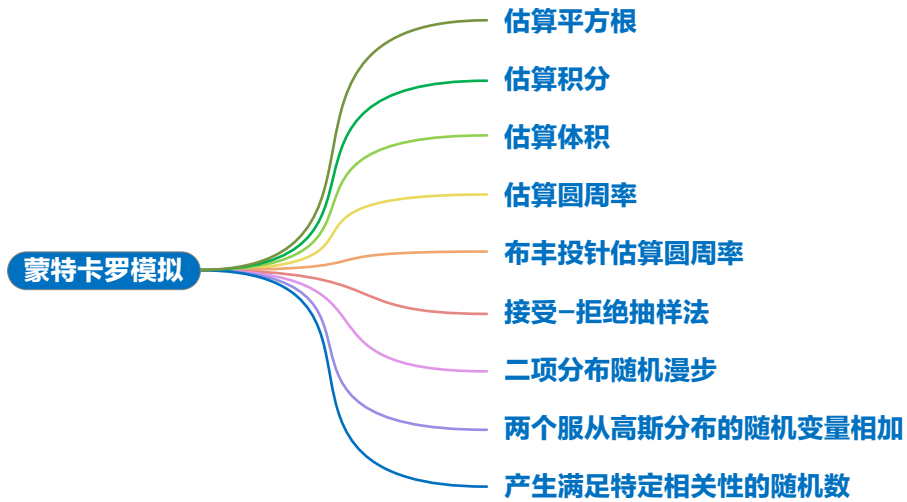 蒙特卡罗模拟
估算平方根
估算积分
估算体积
估算圆周率
布丰投针估算圆周率
接受-拒绝抽样法
二项分布随机漫步
两个服从高斯分布的随机变量相加
产生满足特定相关性的随机数